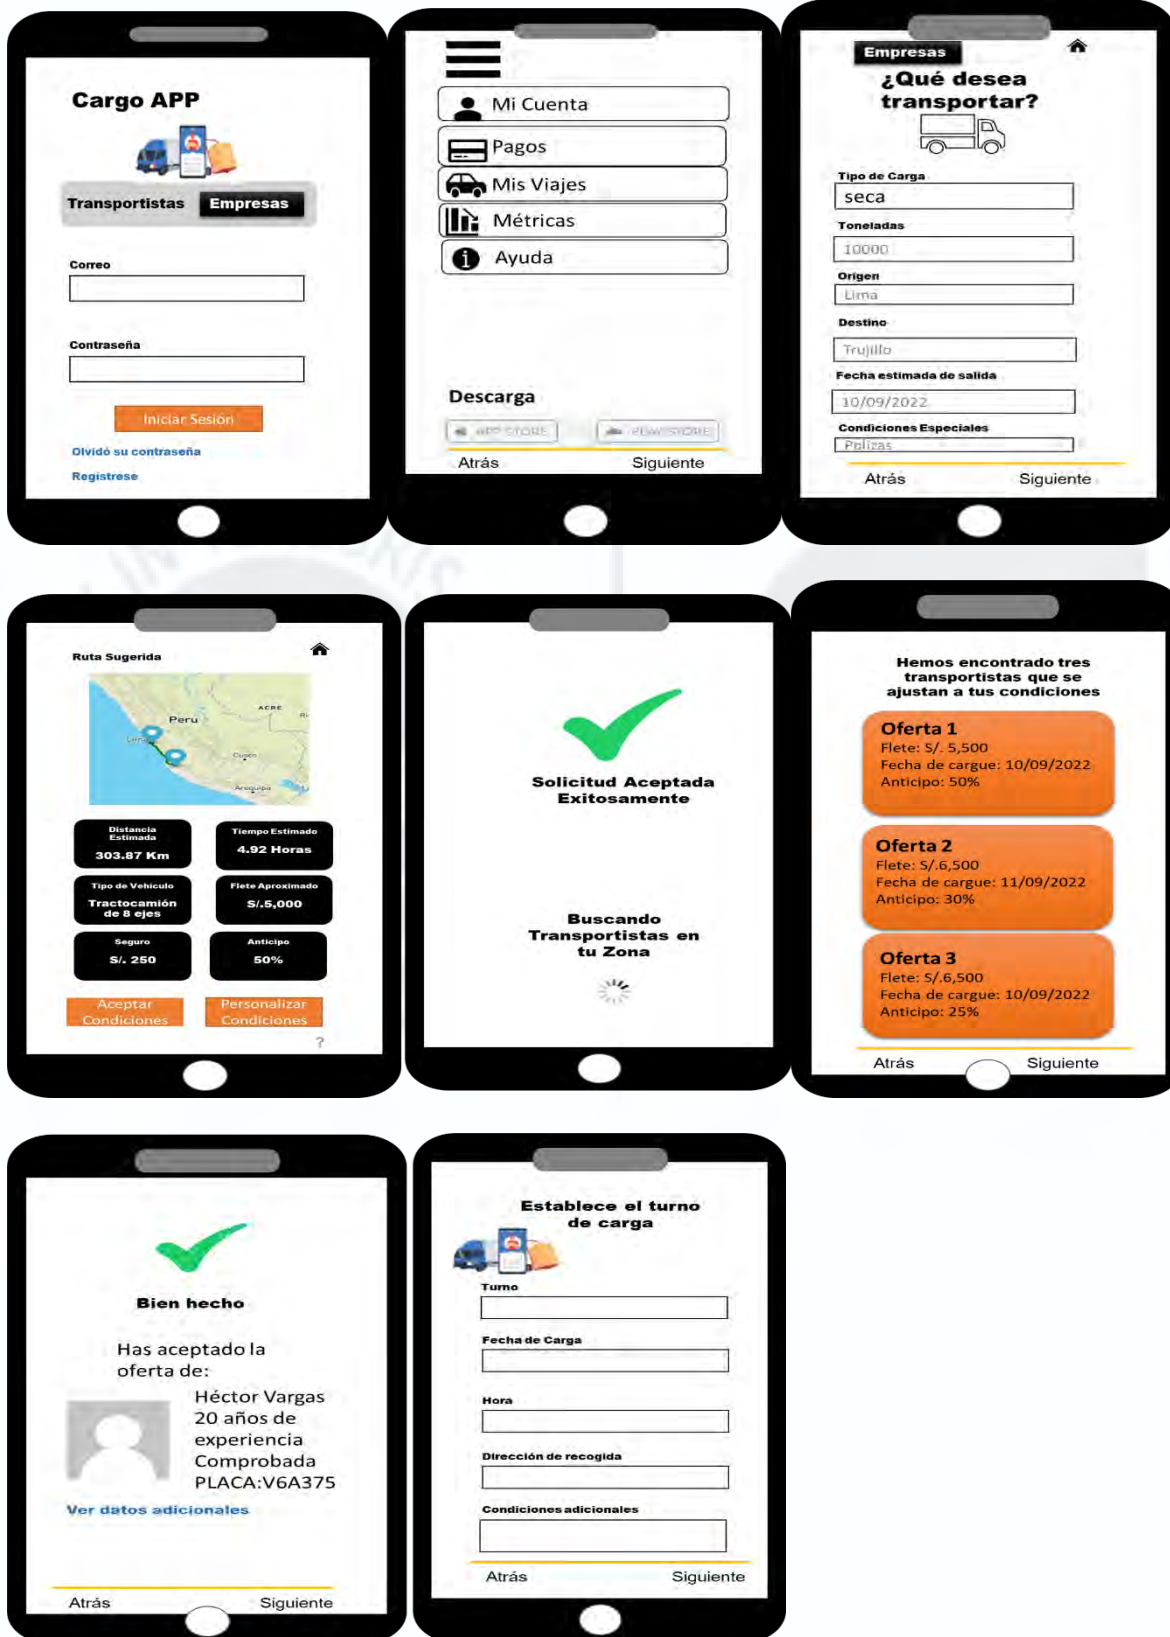 Cargo APP
Transportistas
Empresas
Correo
Contraseña
Iniciar Sesión
Olvidó su contraseña
Registrese
Mi Cuenta
Pagos
Mis Viajes
Métricas
Ayuda
Descarga
APP STORE
PLAY STORE
Atrás
Siguiente
Empresas
¿Qué desea
transportar?
Tipo de Carga
seca
Toneladas
10000
Origen
Lima
Destino
Trujillo
Fecha estimada de salida
10/09/2022
Condiciones Especiales
Polizas
Atrás
Siguiente
Ruta Sugerida
Peru
ACRE
Lima
Cusco
Arequipa
Distancia
Estimada
303.87 Km
Tiempo Estimado
4.92 Horas
Tipo de Vehículo
Tractocamión
de 8 ejes
Flete Aproximado
S/.5,000
Seguro
S/. 250
Anticipo
50%
Aceptar
Condiciones
Personalizar
Condiciones
?
Solicitud Aceptada
Exitosamente
Buscando
Transportistas en
tu Zona
Hemos encontrado tres
transportistas que se
ajustan a tus condiciones
Oferta 1
Flete: S/. 5,500
Fecha de cargue: 10/09/2022
Anticipo: 50%
Oferta 2
Flete: S/.6,500
Fecha de cargue: 11/09/2022
Anticipo: 30%
Oferta 3
Flete: S/.6,500
Fecha de cargue: 10/09/2022
Anticipo: 25%
Atrás
Siguiente
Bien hecho
Has aceptado la
oferta de:
Héctor Vargas
20 años de
experiencia
Comprobada
PLACA:V6A375
Ver datos adicionales
Atrás
Siguiente
Establece el turno
de carga
Turno
Fecha de Carga
Hora
Dirección de recogida
Condiciones adicionales
Atrás
Siguiente